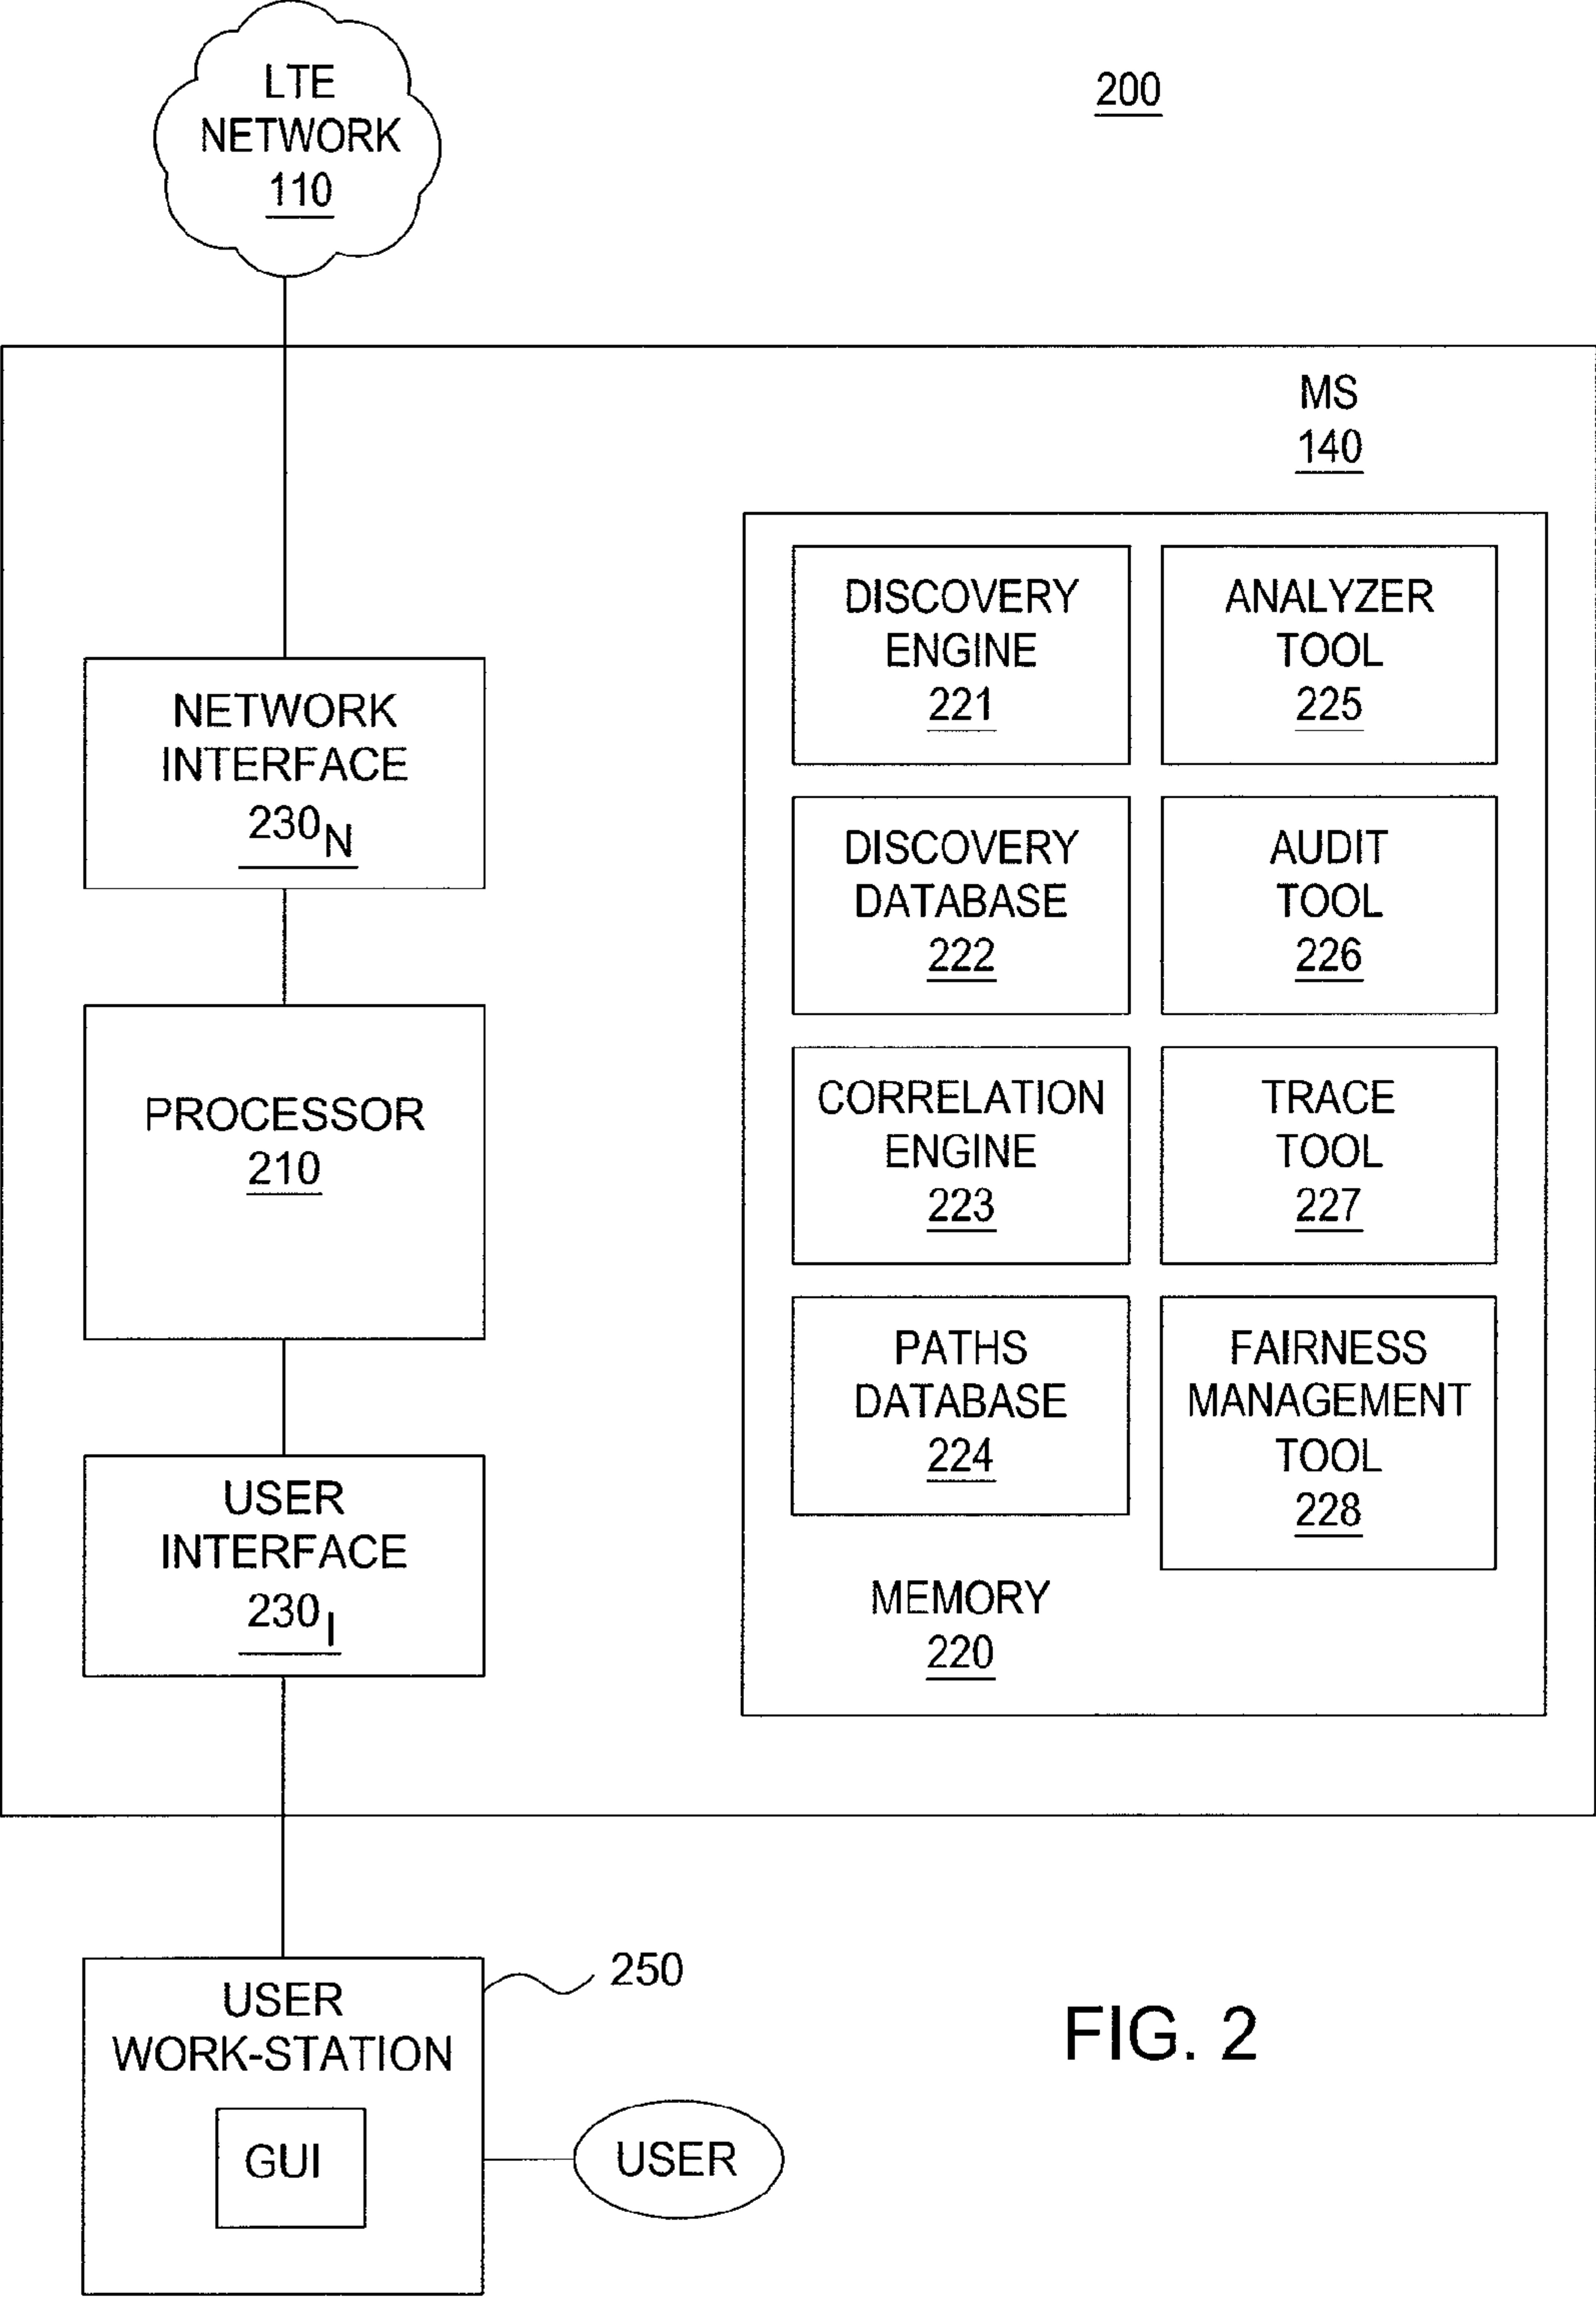 LTE
NETWORK
110
200
MS
140
NETWORK
INTERFACE
230N
PROCESSOR
210
USER
INTERFACE
230I
DISCOVERY
ENGINE
221
ANALYZER
TOOL
225
DISCOVERY
DATABASE
222
AUDIT
TOOL
226
CORRELATION
ENGINE
223
TRACE
TOOL
227
PATHS
DATABASE
224
FAIRNESS
MANAGEMENT
TOOL
228
MEMORY
220
USER
WORK-STATION
GUI
250
USER
FIG. 2